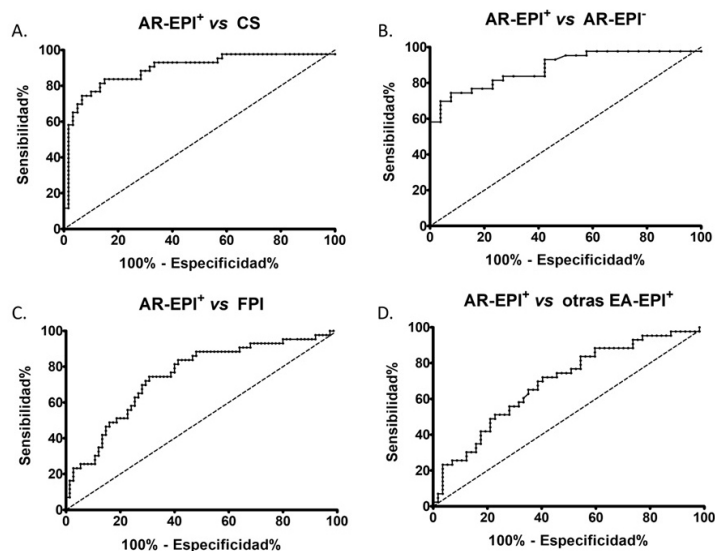 A.
AR-EPI+ vs CS
Sensibilidad%
100
80
60
40
20
0
0 20 40 60 80 100
100% - Especificidad%
B.
AR-EPI+ vs AR-EPI-
Sensibilidad%
100
80
60
40
20
0
0 20 40 60 80 100
100% - Especificidad%
C.
AR-EPI+ vs FPI
Sensibilidad%
100
80
60
40
20
0
0 20 40 60 80 100
100% - Especificidad%
D.
AR-EPI+ vs otras EA-EPI+
Sensibilidad%
100
80
60
40
20
0
0 20 40 60 80 100
100% - Especificidad%